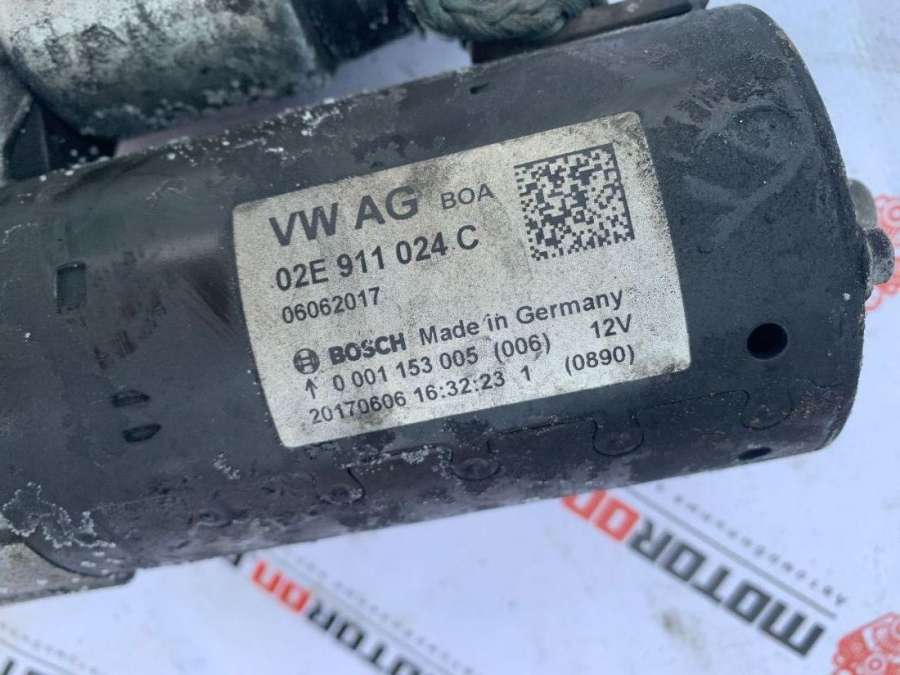 VW AG BOA
02E 911 024 C
06062017
BOSCH Made in Germany
0 001 153 005 (006) 12V
20170606 16:32:23 1 (0890)
MOTORON
MOTORON